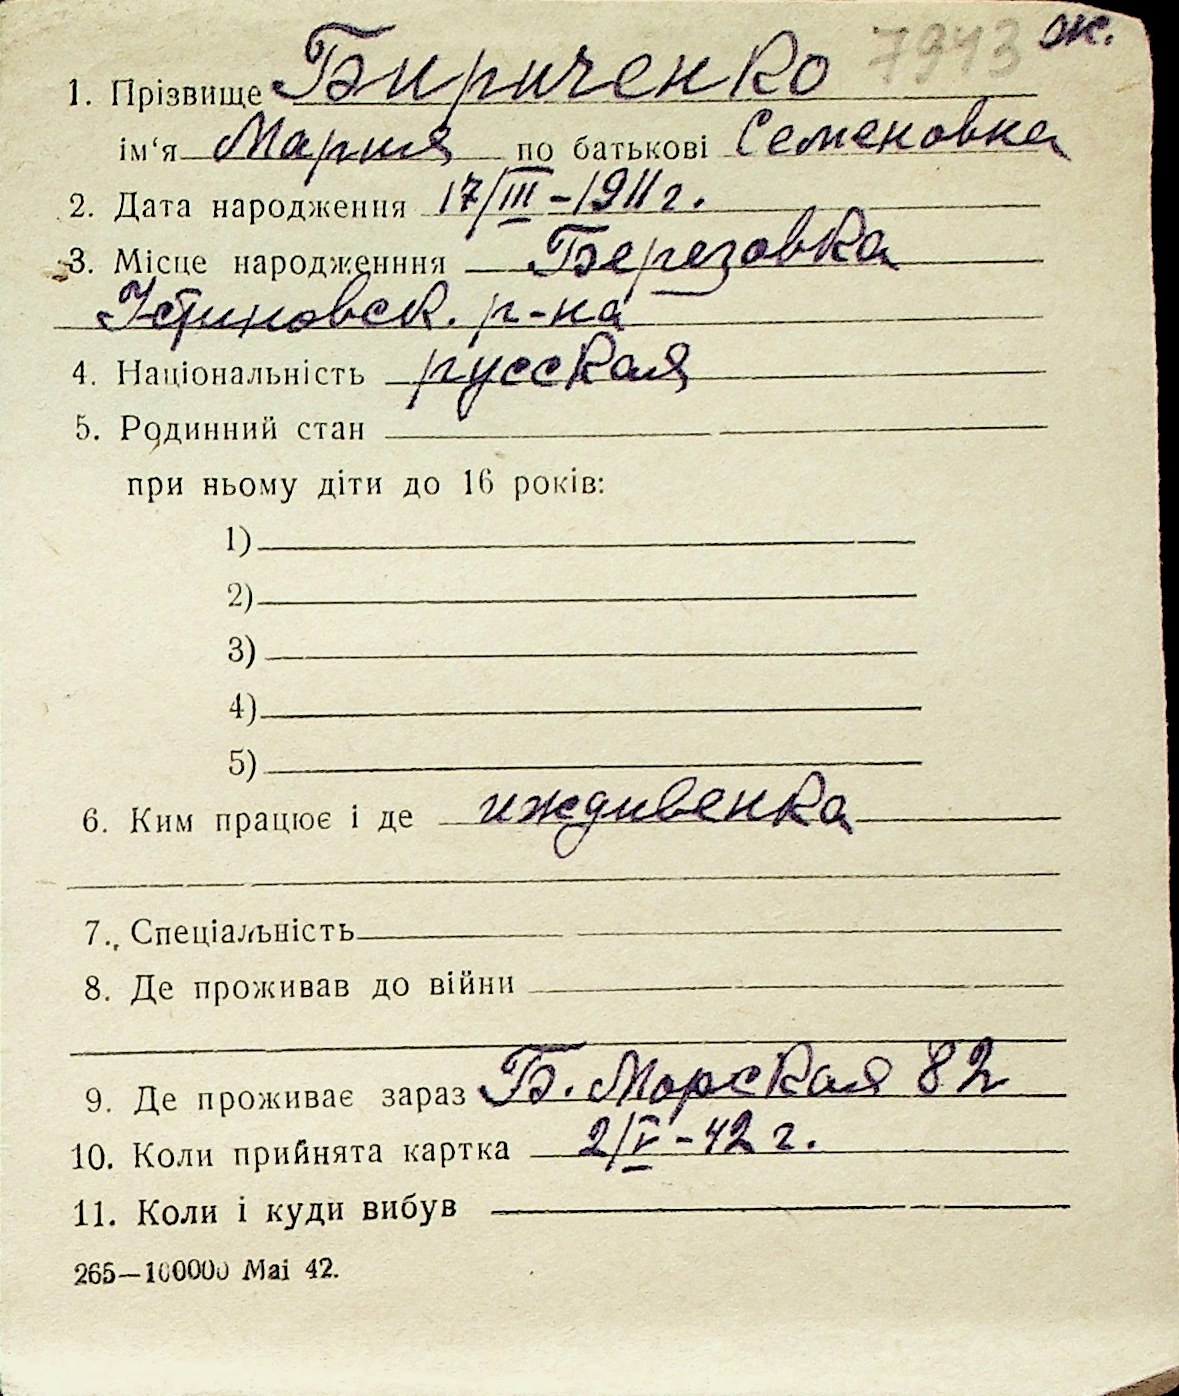 7943 ж.
1. Прізвище Бириченко
ім'я Мария по батькові Семеновна
2. Дата народження 17/III-1911 г.
3. Місце народженння Березовка
Устиновск. р-на
4. Національність русская
5. Родинний стан
при ньому діти до 16 років:
1)
2)
3)
4)
5)
6. Ким працює і де иждивенка
7. Спеціальність
8. Де проживав до війни
9. Де проживає зараз Б. Морская 82
10. Коли прийнята картка 2/V-42 г.
11. Коли і куди вибув
265—100000 Mai 42.